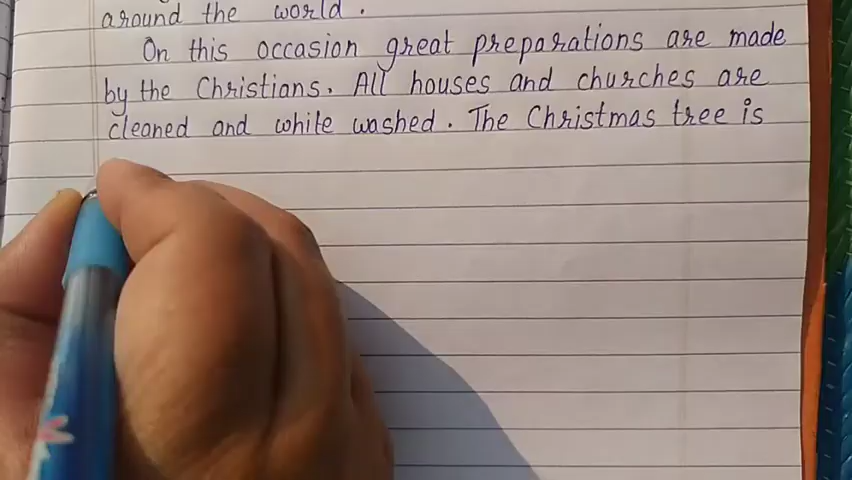 around the world.
On this occasion great preparations are made
by the Christians. All houses and churches are
cleaned and white washed. The Christmas tree is